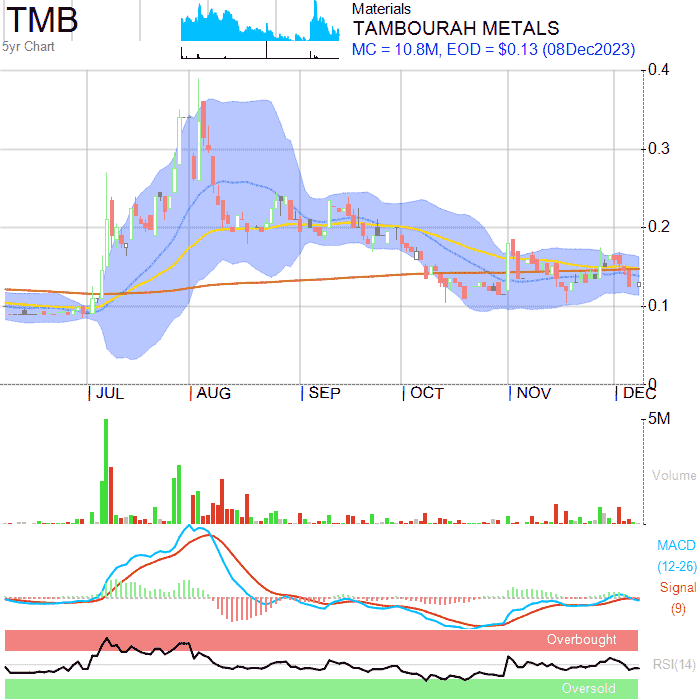 TMB
5yr Chart
Materials
TAMBOURAH METALS
MC = 10.8M, EOD = $0.13 (08Dec2023)
0.4
0.3
0.2
0.1
0
JUL AUG SEP OCT NOV DEC
5M
Volume
MACD
(12-26)
Signal
(9)
Overbought
RSI(14)
Oversold